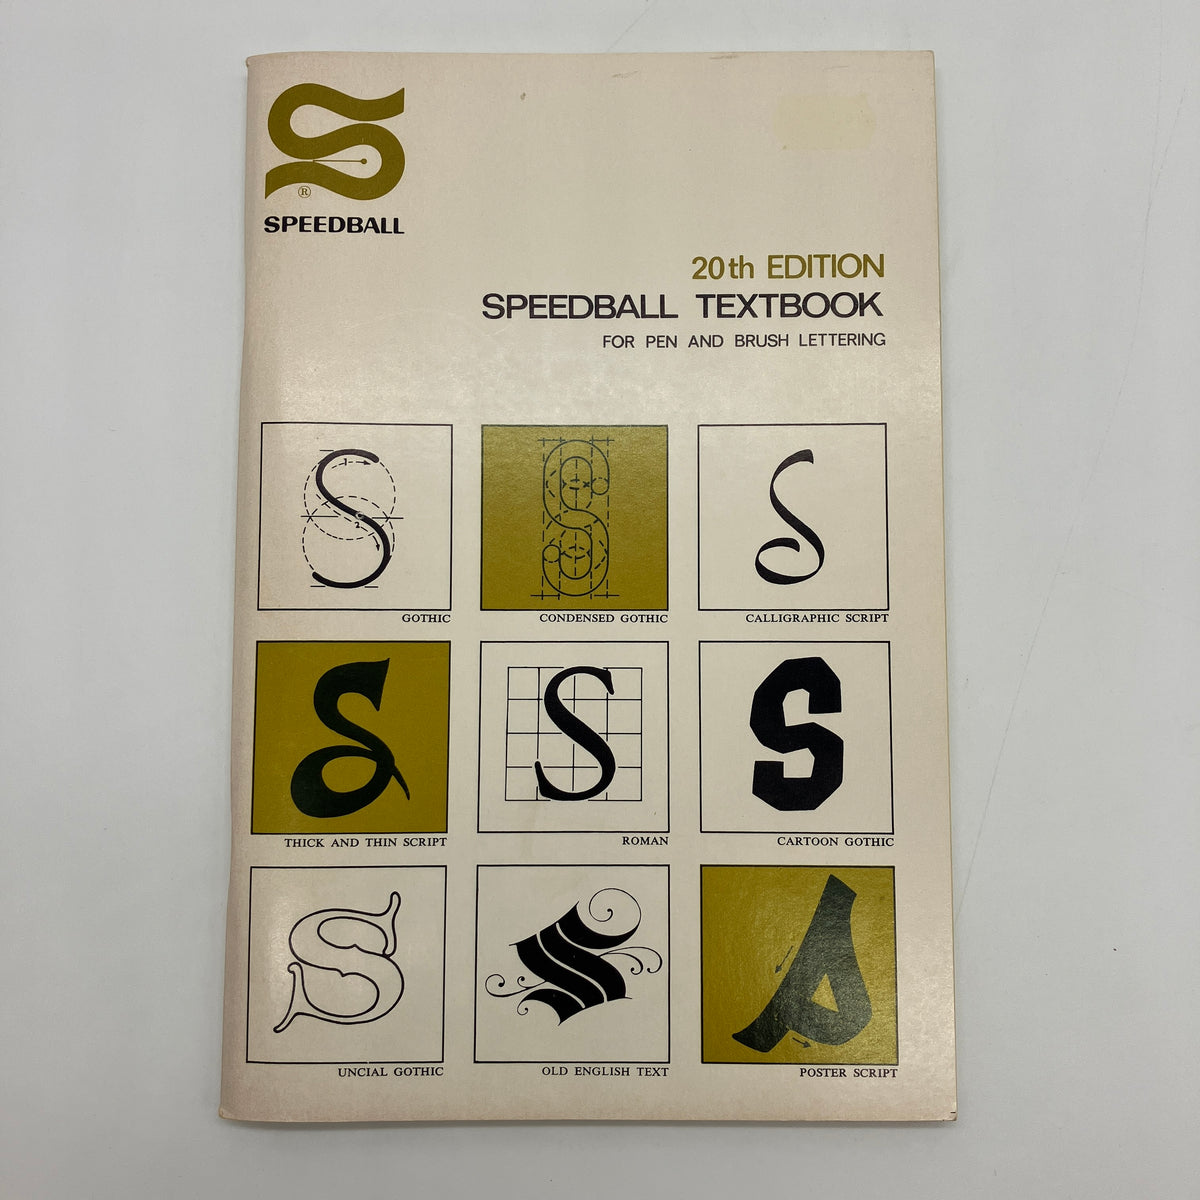 S
®
SPEEDBALL
20th EDITION
SPEEDBALL TEXTBOOK
FOR PEN AND BRUSH LETTERING
S
S
S
GOTHIC
CONDENSED GOTHIC
CALLIGRAPHIC SCRIPT
S
S
S
THICK AND THIN SCRIPT
ROMAN
CARTOON GOTHIC
S
S
S
UNCIAL GOTHIC
OLD ENGLISH TEXT
POSTER SCRIPT